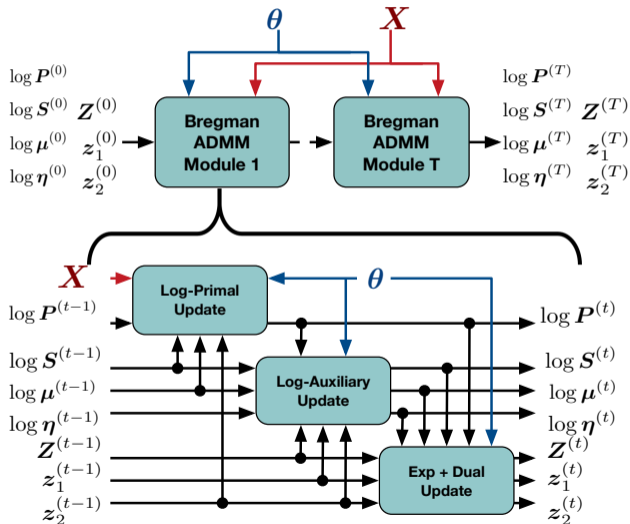 θ X
log P^(0)
log S^(0) Z^(0)
log μ^(0) z_1^(0)
log η^(0) z_2^(0)
Bregman
ADMM
Module 1
Bregman
ADMM
Module T
log P^(T)
log S^(T) Z^(T)
log μ^(T) z_1^(T)
log η^(T) z_2^(T)
X
θ
Log-Primal
Update
log P^(t−1)
log P^(t)
log S^(t−1)
log S^(t)
log μ^(t−1)
log μ^(t)
log η^(t−1)
log η^(t)
Log-Auxiliary
Update
Z^(t−1)
Z^(t)
z_1^(t−1)
z_1^(t)
z_2^(t−1)
z_2^(t)
Exp + Dual
Update